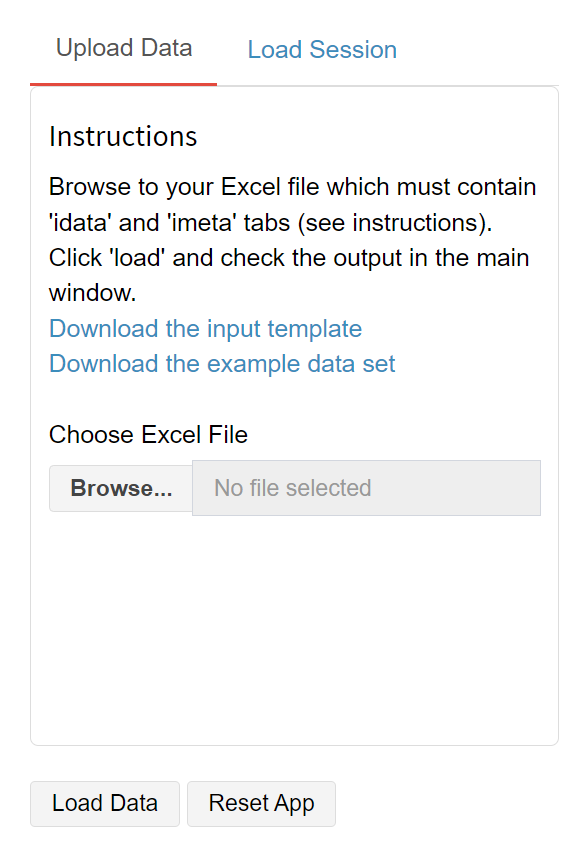 Upload Data
Load Session
Instructions
Browse to your Excel file which must contain
'idata' and 'imeta' tabs (see instructions).
Click 'load' and check the output in the main
window.
Download the input template
Download the example data set
Choose Excel File
Browse...
No file selected
Load Data
Reset App